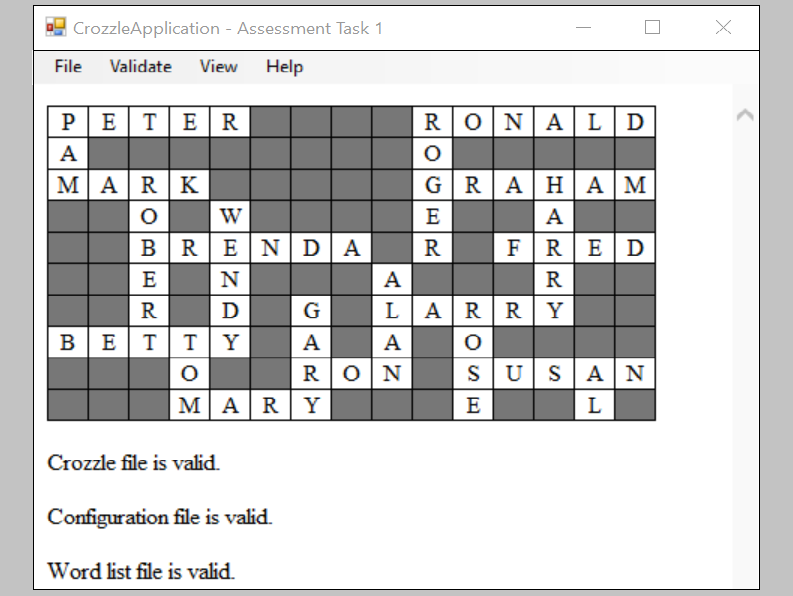 CrozzleApplication - Assessment Task 1
File Validate View Help
P E T E R R O N A L D
A O
M A R K G R A H A M
O W E A
B R E N D A R F R E D
E N A R
R D G L A R R Y
B E T T Y A A O
O R O N S U S A N
M A R Y E L
Crozzle file is valid.
Configuration file is valid.
Word list file is valid.